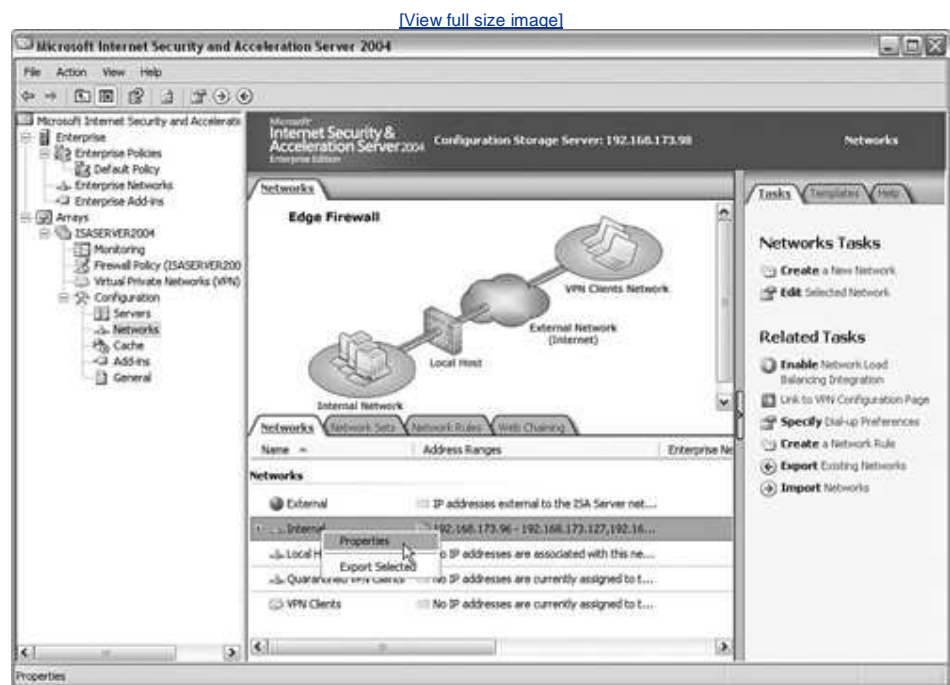 [View full size image]
Microsoft Internet Security and Acceleration Server 2004
File Action View Help
Microsoft Internet Security and Accelerati
Enterprise
Enterprise Policies
Default Policy
Enterprise Networks
Enterprise Add-ins
Arrays
ISASERVER2004
Monitoring
Firewall Policy (ISASERVER200
Virtual Private Networks (VPN)
Configuration
Servers
Networks
Cache
Add-ins
General
Microsoft
Internet Security &
Acceleration Server 2004
Enterprise Edition
Configuration Storage Server: 192.168.173.98
Networks
Networks
Edge Firewall
VPN Clients Network
External Network
(Internet)
Local Host
Internal Network
Networks Network Sets Network Rules Web Chaining
Name Address Ranges Enterprise Ne
Networks
External IP addresses external to the ISA Server net...
Internal 192.168.173.96 - 192.168.173.127,192.16...
Local H o IP addresses are associated with this ne...
Quarantined VPN Clients No IP addresses are currently assigned to t...
VPN Clients No IP addresses are currently assigned to t...
Properties
Export Selected
Tasks Templates Help
Networks Tasks
Create a New Network
Edit Selected Network
Related Tasks
Enable Network Load
Balancing Integration
Link to VPN Configuration Page
Specify Dial-up Preferences
Create a Network Rule
Export Existing Networks
Import Networks
Properties